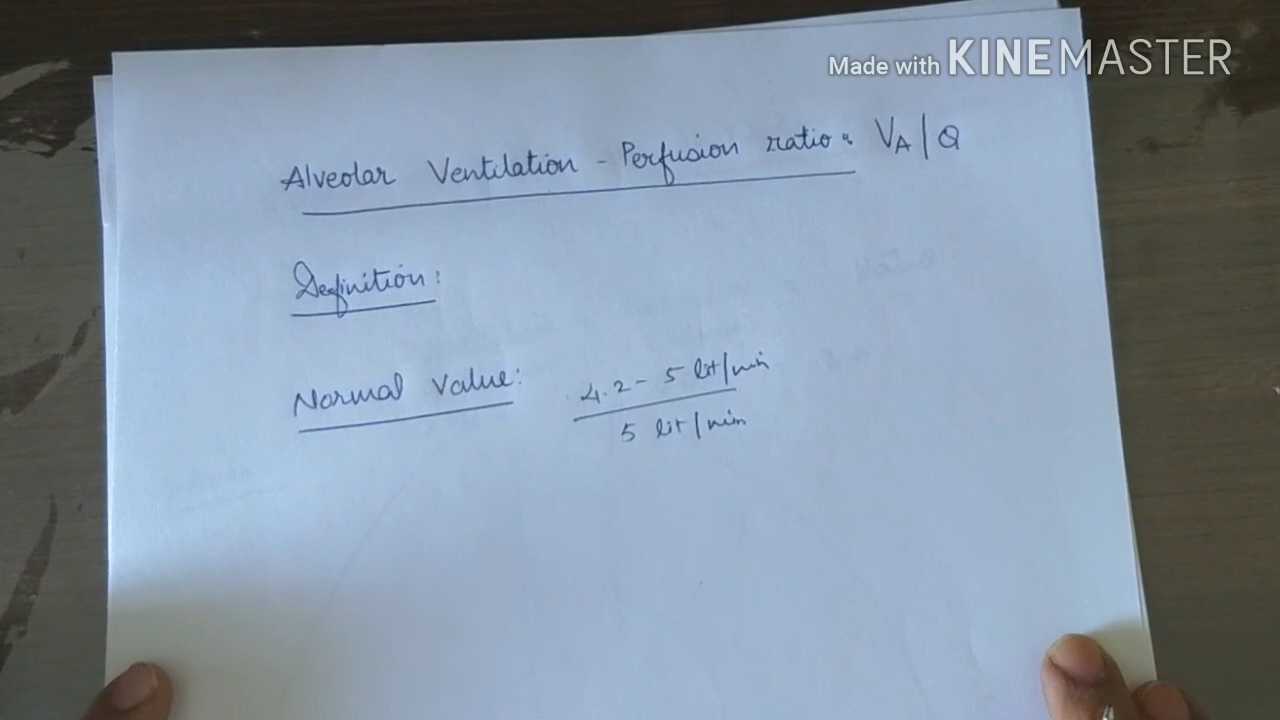 Made with KINEMASTER
Alveolar Ventilation - Perfusion ratio: VA/Q
Definition:
Normal Value: 4.2 - 5 lit/min
5 lit/min